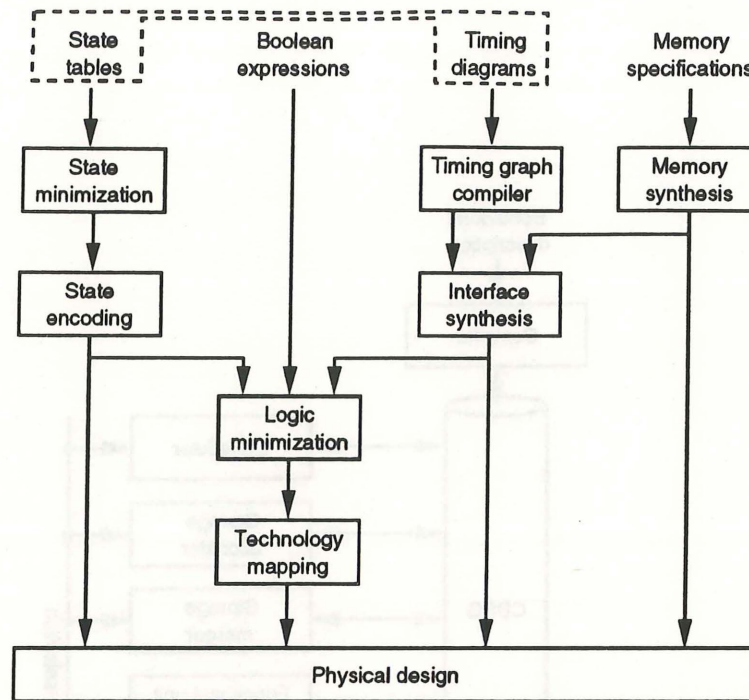 State
tables
Boolean
expressions
Timing
diagrams
Memory
specifications
State
minimization
Timing graph
compiler
Memory
synthesis
State
encoding
Interface
synthesis
Logic
minimization
Technology
mapping
Physical design